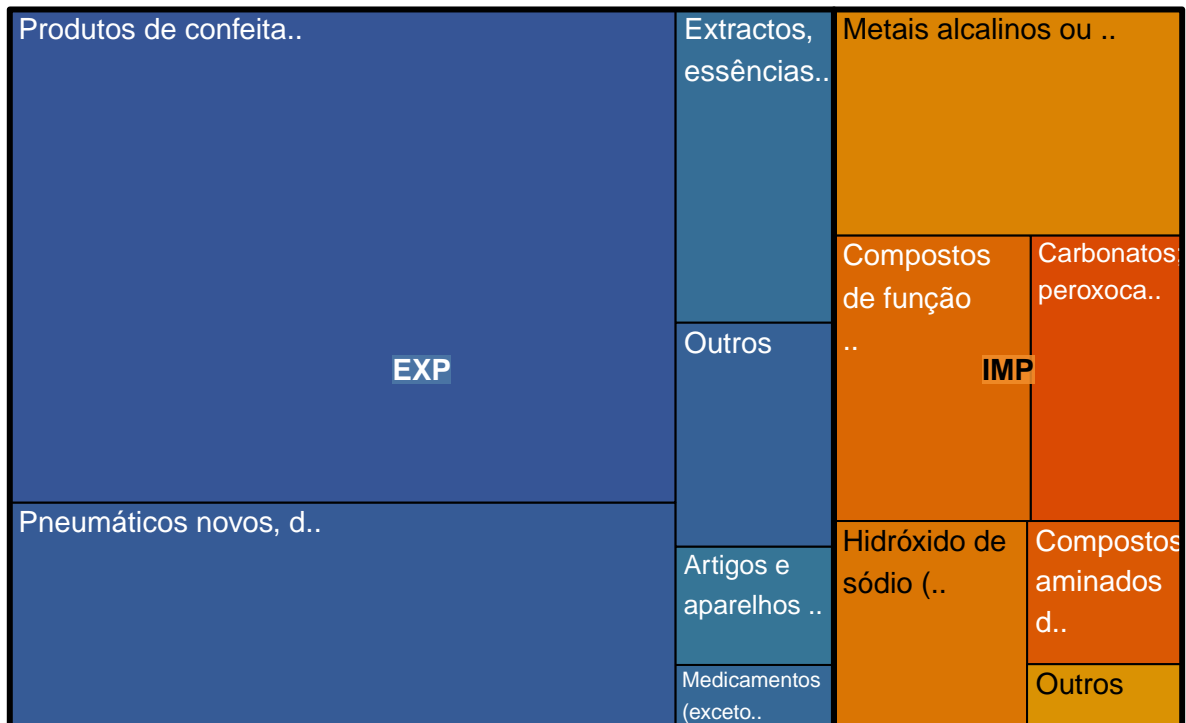 Produtos de confeita..
Extractos,
essências..
Metais alcalinos ou ..
Compostos
de função
..
Carbonatos;
peroxoca..
Outros
EXP
IMP
Pneumáticos novos, d..
Hidróxido de
sódio (..
Compostos
aminados
d..
Artigos e
aparelhos ..
Medicamentos
(exceto..
Outros